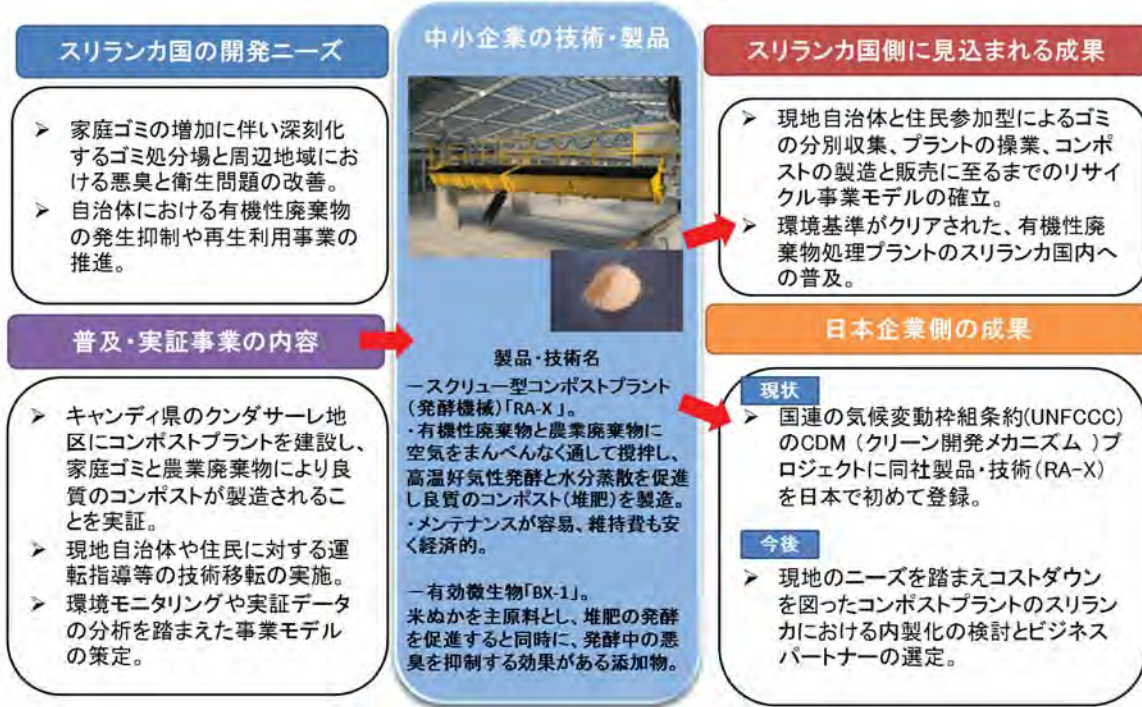 スリランカ国の開発ニーズ
➢ 家庭ゴミの増加に伴い深刻化
するゴミ処分場と周辺地域にお
ける悪臭と衛生問題の改善。
➢ 自治体における有機性廃棄物
の発生抑制や再生利用事業の
推進。
普及・実証事業の内容
➢ キャンディ県のクンダサーレ地
区にコンポストプラントを建設し、
家庭ゴミと農業廃棄物により良
質のコンポストが製造されるこ
とを実証。
➢ 現地自治体や住民に対する運
転指導等の技術移転の実施。
➢ 環境モニタリングや実証データ
の分析を踏まえた事業モデル
の策定。
中小企業の技術・製品
製品・技術名
－スクリュー型コンポストプラント
(発酵機械)「RA-X 」。
・有機性廃棄物と農業廃棄物に
空気をまんべんなく通して撹拌し、
高温好気性発酵と水分蒸散を促進
し良質のコンポスト(堆肥)を製造。
・メンテナンスが容易、維持費も安
く経済的。
－有効微生物「BX-1」。
米ぬかを主原料とし、堆肥の発酵
を促進すると同時に、発酵中の悪
臭を抑制する効果がある添加物。
スリランカ国側に見込まれる成果
➢ 現地自治体と住民参加型によるゴミ
の分別収集、プラントの操業、コンポ
ストの製造と販売に至るまでのリサイ
クル事業モデルの確立。
➢ 環境基準がクリアされた、有機性廃
棄物処理プラントのスリランカ国内へ
の普及。
日本企業側の成果
現状
➢ 国連の気候変動枠組条約(UNFCCC)
のCDM (クリーン開発メカニズム )プ
ロジェクトに同社製品・技術(RA-X)
を日本で初めて登録。
今後
➢ 現地のニーズを踏まえコストダウン
を図ったコンポストプラントのスリラン
カにおける内製化の検討とビジネス
パートナーの選定。